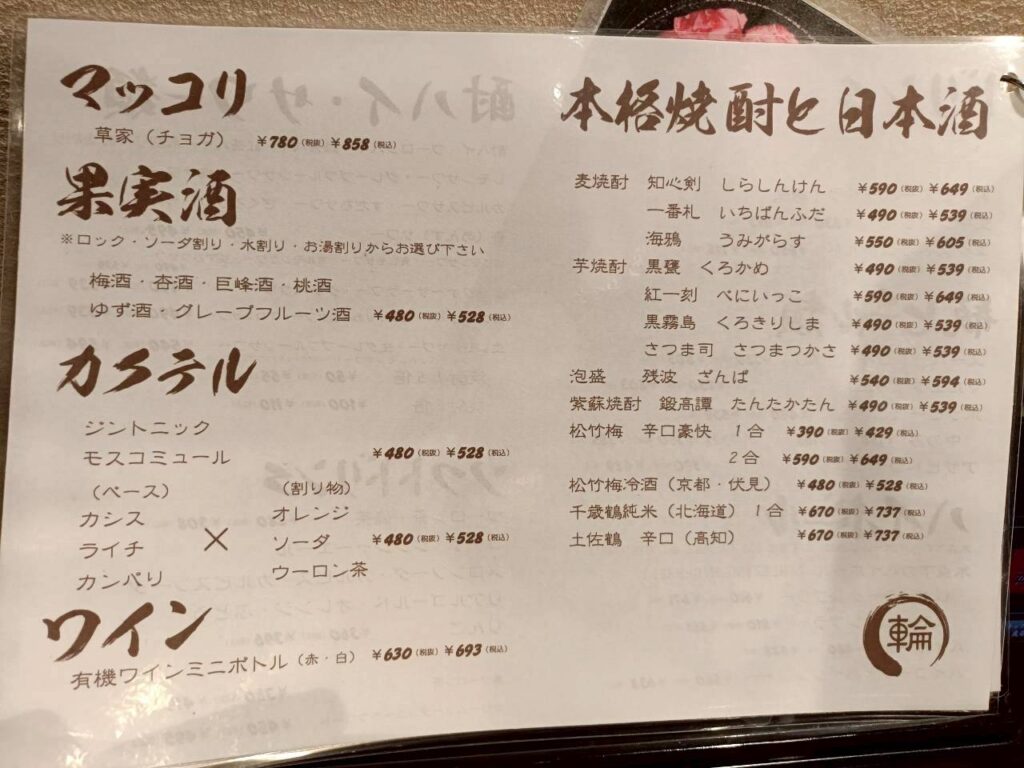 マッコリ
草家（チョガ） ￥780（税抜）￥858（税込）
果実酒
※ロック・ソーダ割り・水割り・お湯割りからお選び下さい
梅酒・杏酒・巨峰酒・桃酒
ゆず酒・グレープフルーツ酒 ￥480（税抜）￥528（税込）
カクテル
ジントニック
モスコミュール ￥480（税抜）￥528（税込）
（ベース） （割り物）
カシス オレンジ
ライチ × ソーダ ￥480（税抜）￥528（税込）
カンパリ ウーロン茶
ワイン
有機ワインミニボトル（赤・白） ￥630（税抜）￥693（税込）
本格焼酎と日本酒
麦焼酎 知心剣 しらしんけん ￥590（税抜）￥649（税込）
一番札 いちばんふだ ￥490（税抜）￥539（税込）
海鴉 うみがらす ￥550（税抜）￥605（税込）
芋焼酎 黒甕 くろかめ ￥490（税抜）￥539（税込）
紅一刻 べにいっこ ￥590（税抜）￥649（税込）
黒霧島 くろきりしま ￥490（税抜）￥539（税込）
さつま司 さつまつかさ ￥490（税抜）￥539（税込）
泡盛 残波 ざんぱ ￥540（税抜）￥594（税込）
紫蘇焼酎 鍛高譚 たんたかたん ￥490（税抜）￥539（税込）
松竹梅 辛口豪快 1合 ￥390（税抜）￥429（税込）
2合 ￥590（税抜）￥649（税込）
松竹梅冷酒（京都・伏見） ￥480（税抜）￥528（税込）
千歳鶴純米（北海道） 1合 ￥670（税抜）￥737（税込）
土佐鶴 辛口（高知） ￥670（税抜）￥737（税込）
輪